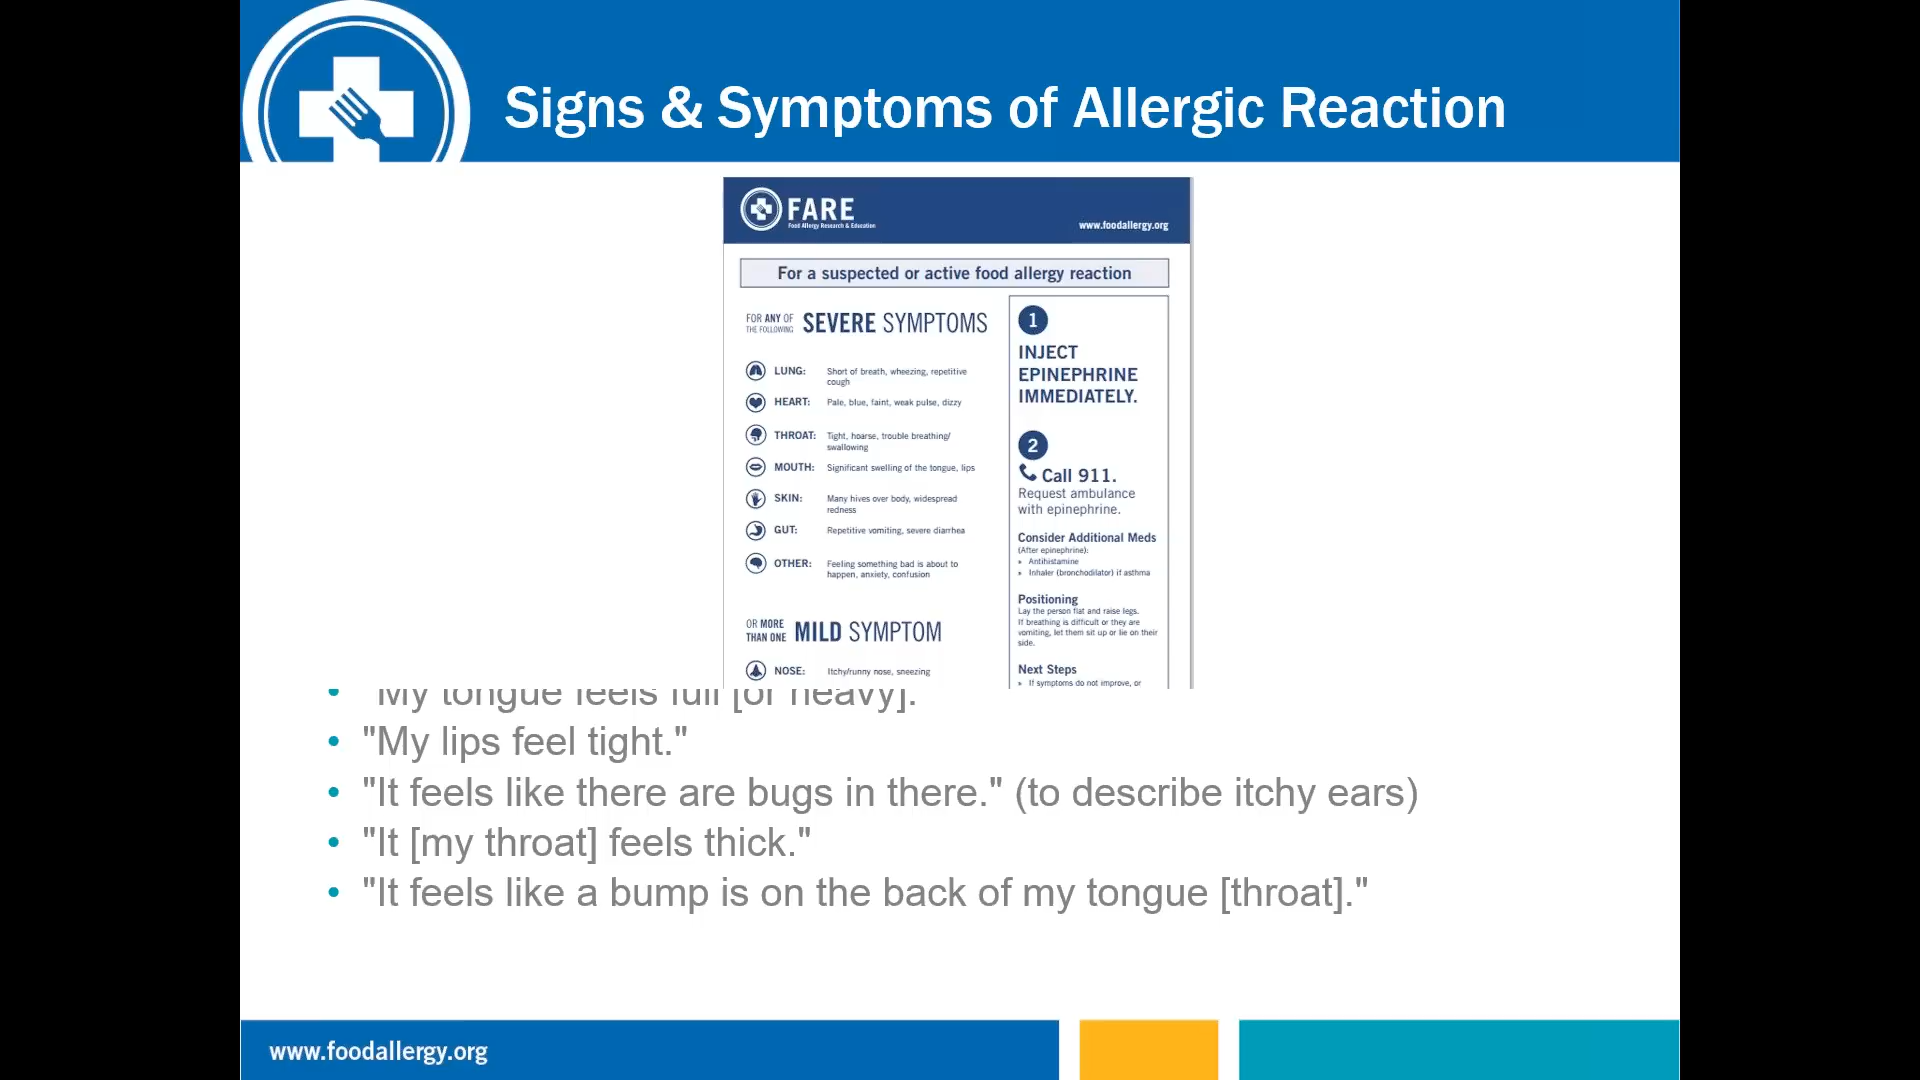 Signs & Symptoms of Allergic Reaction
FARE
Food Allergy Research & Education
www.foodallergy.org
For a suspected or active food allergy reaction
FOR ANY OF
THE FOLLOWING
SEVERE SYMPTOMS
LUNG: Short of breath, wheezing, repetitive
cough
HEART: Pale, blue, faint, weak pulse, dizzy
THROAT: Tight, hoarse, trouble breathing/
swallowing
MOUTH: Significant swelling of the tongue, lips
SKIN: Many hives over body, widespread
redness
GUT: Repetitive vomiting, severe diarrhea
OTHER: Feeling something bad is about to
happen, anxiety, confusion
OR MORE
THAN ONE
MILD SYMPTOM
NOSE: Itchy/runny nose, sneezing
1
INJECT
EPINEPHRINE
IMMEDIATELY.
2
Call 911.
Request ambulance
with epinephrine.
Consider Additional Meds
(After epinephrine):
» Antihistamine
» Inhaler (bronchodilator) if asthma
Positioning
Lay the person flat and raise legs.
If breathing is difficult or they are
vomiting, let them sit up or lie on their
side.
Next Steps
» If symptoms do not improve, or
• "My tongue feels full [or heavy]."
• "My lips feel tight."
• "It feels like there are bugs in there." (to describe itchy ears)
• "It [my throat] feels thick."
• "It feels like a bump is on the back of my tongue [throat]."
www.foodallergy.org